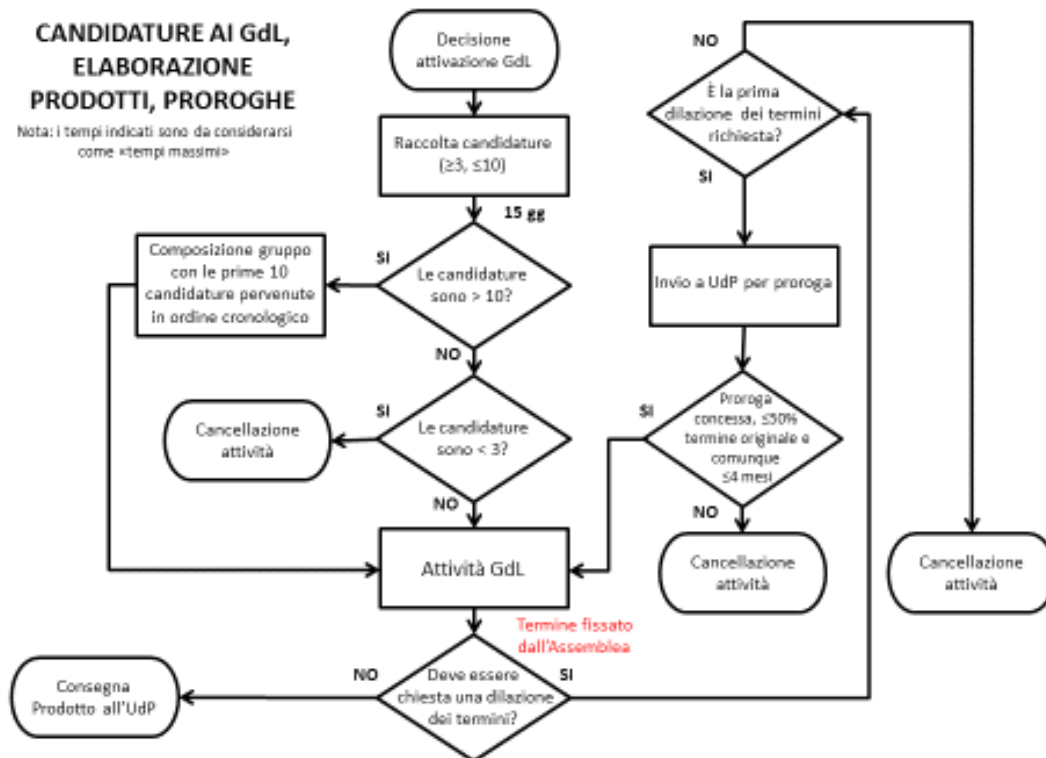 CANDIDATURE AI GdL,
ELABORAZIONE
PRODOTTI, PROROGHE
Nota: i tempi indicati sono da considerarsi
come «tempi massimi»
Decisione
attivazione GdL
Raccolta candidature
(≥3, ≤10)
15 gg
Le candidature
sono > 10?
SI
Composizione gruppo
con le prime 10
candidature pervenute
in ordine cronologico
NO
Le candidature
sono < 3?
SI
Cancellazione
attività
NO
Attività GdL
Termine fissato
dall'Assemblea
Deve essere
chiesta una dilazione
dei termini?
NO
Consegna
Prodotto all'UdP
SI
È la prima
dilazione dei termini
richiesta?
NO
SI
Invio a UdP per proroga
Proroga
concessa, ≤50%
termine originale e
comunque
≤4 mesi
SI
NO
Cancellazione
attività
Cancellazione
attività